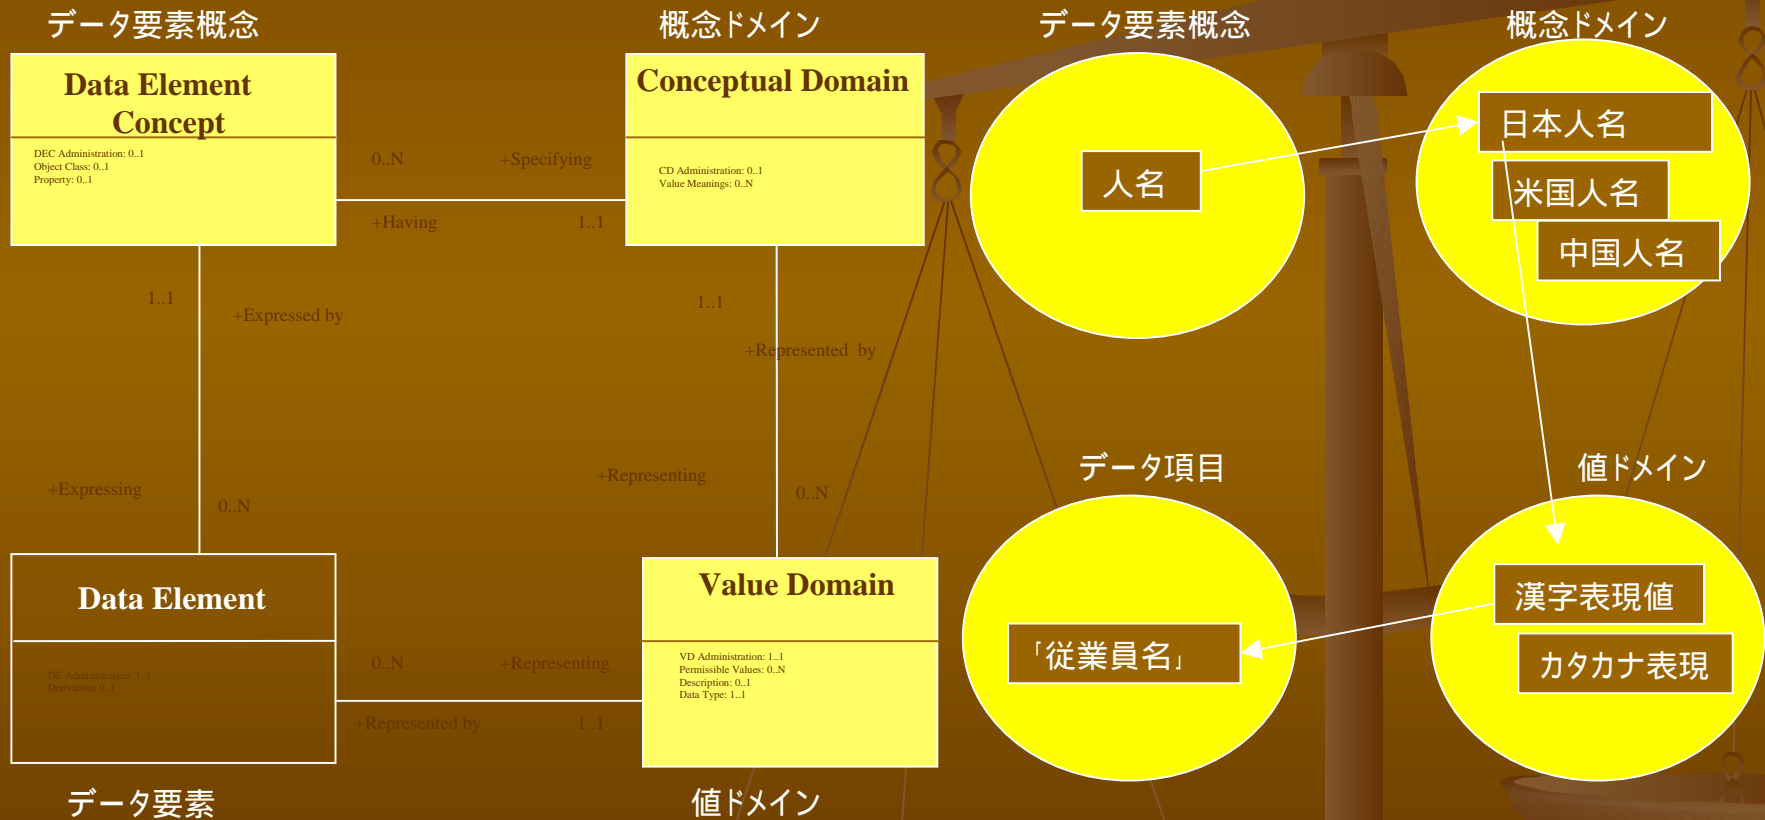 データ要素概念
概念ドメイン
Data Element
Concept
DEC Administration: 0..1
Object Class: 0..1
Property: 0..1
0..N
+Specifying
+Having
1..1
Conceptual Domain
CD Administration: 0..1
Value Meanings: 0..N
1..1
+Expressed by
+Expressing
0..N
1..1
+Represented by
+Representing
0..N
Data Element
DE Administration: 1..1
Derivation: 0..1
0..N
+Representing
+Represented by
1..1
Value Domain
VD Administration: 1..1
Permissible Values: 0..N
Description: 0..1
Data Type: 1..1
データ要素
値ドメイン
データ要素概念
概念ドメイン
人名
日本人名
米国人名
中国人名
データ項目
値ドメイン
「従業員名」
漢字表現値
カタカナ表現